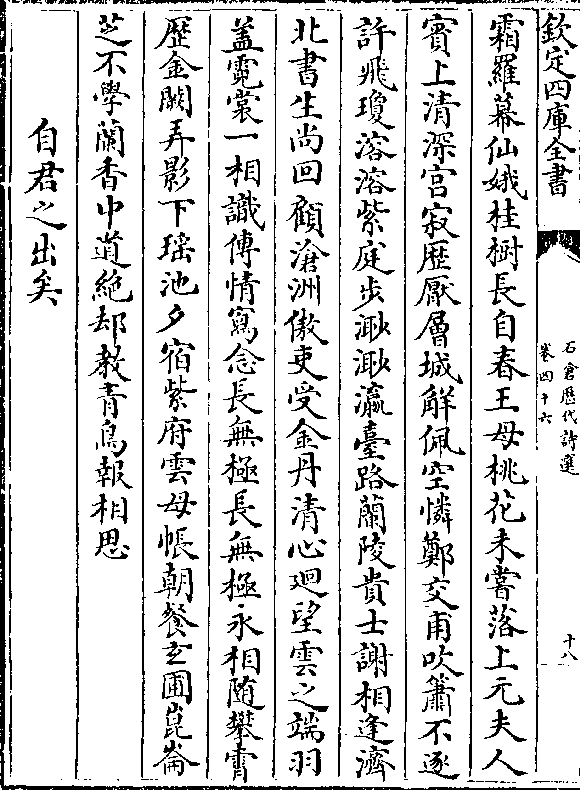 欽定四庫全書
石倉歷代詩選
卷四十六
十八
霜羅幕仙娥桂樹長自春王母桃花未嘗落上元夫人
賓上清深宮寂歷厭層城解佩空憐鄭交甫吹簫不逐
許飛瓊溶溶紫庭步渺渺瀛臺路蘭陵貴士謝相逢濟
北書生尚回顧滄洲傲吏愛金丹清心迴望雲之端羽
葢霓裳一相識傳情寫念長無極長無極永相隨攀霄
歷金闕弄影下瑶池夕宿紫府雲母帳朝餐玄圃崑崙
芝不學蘭香中道絶却教青鳥報相思
自君之出矣